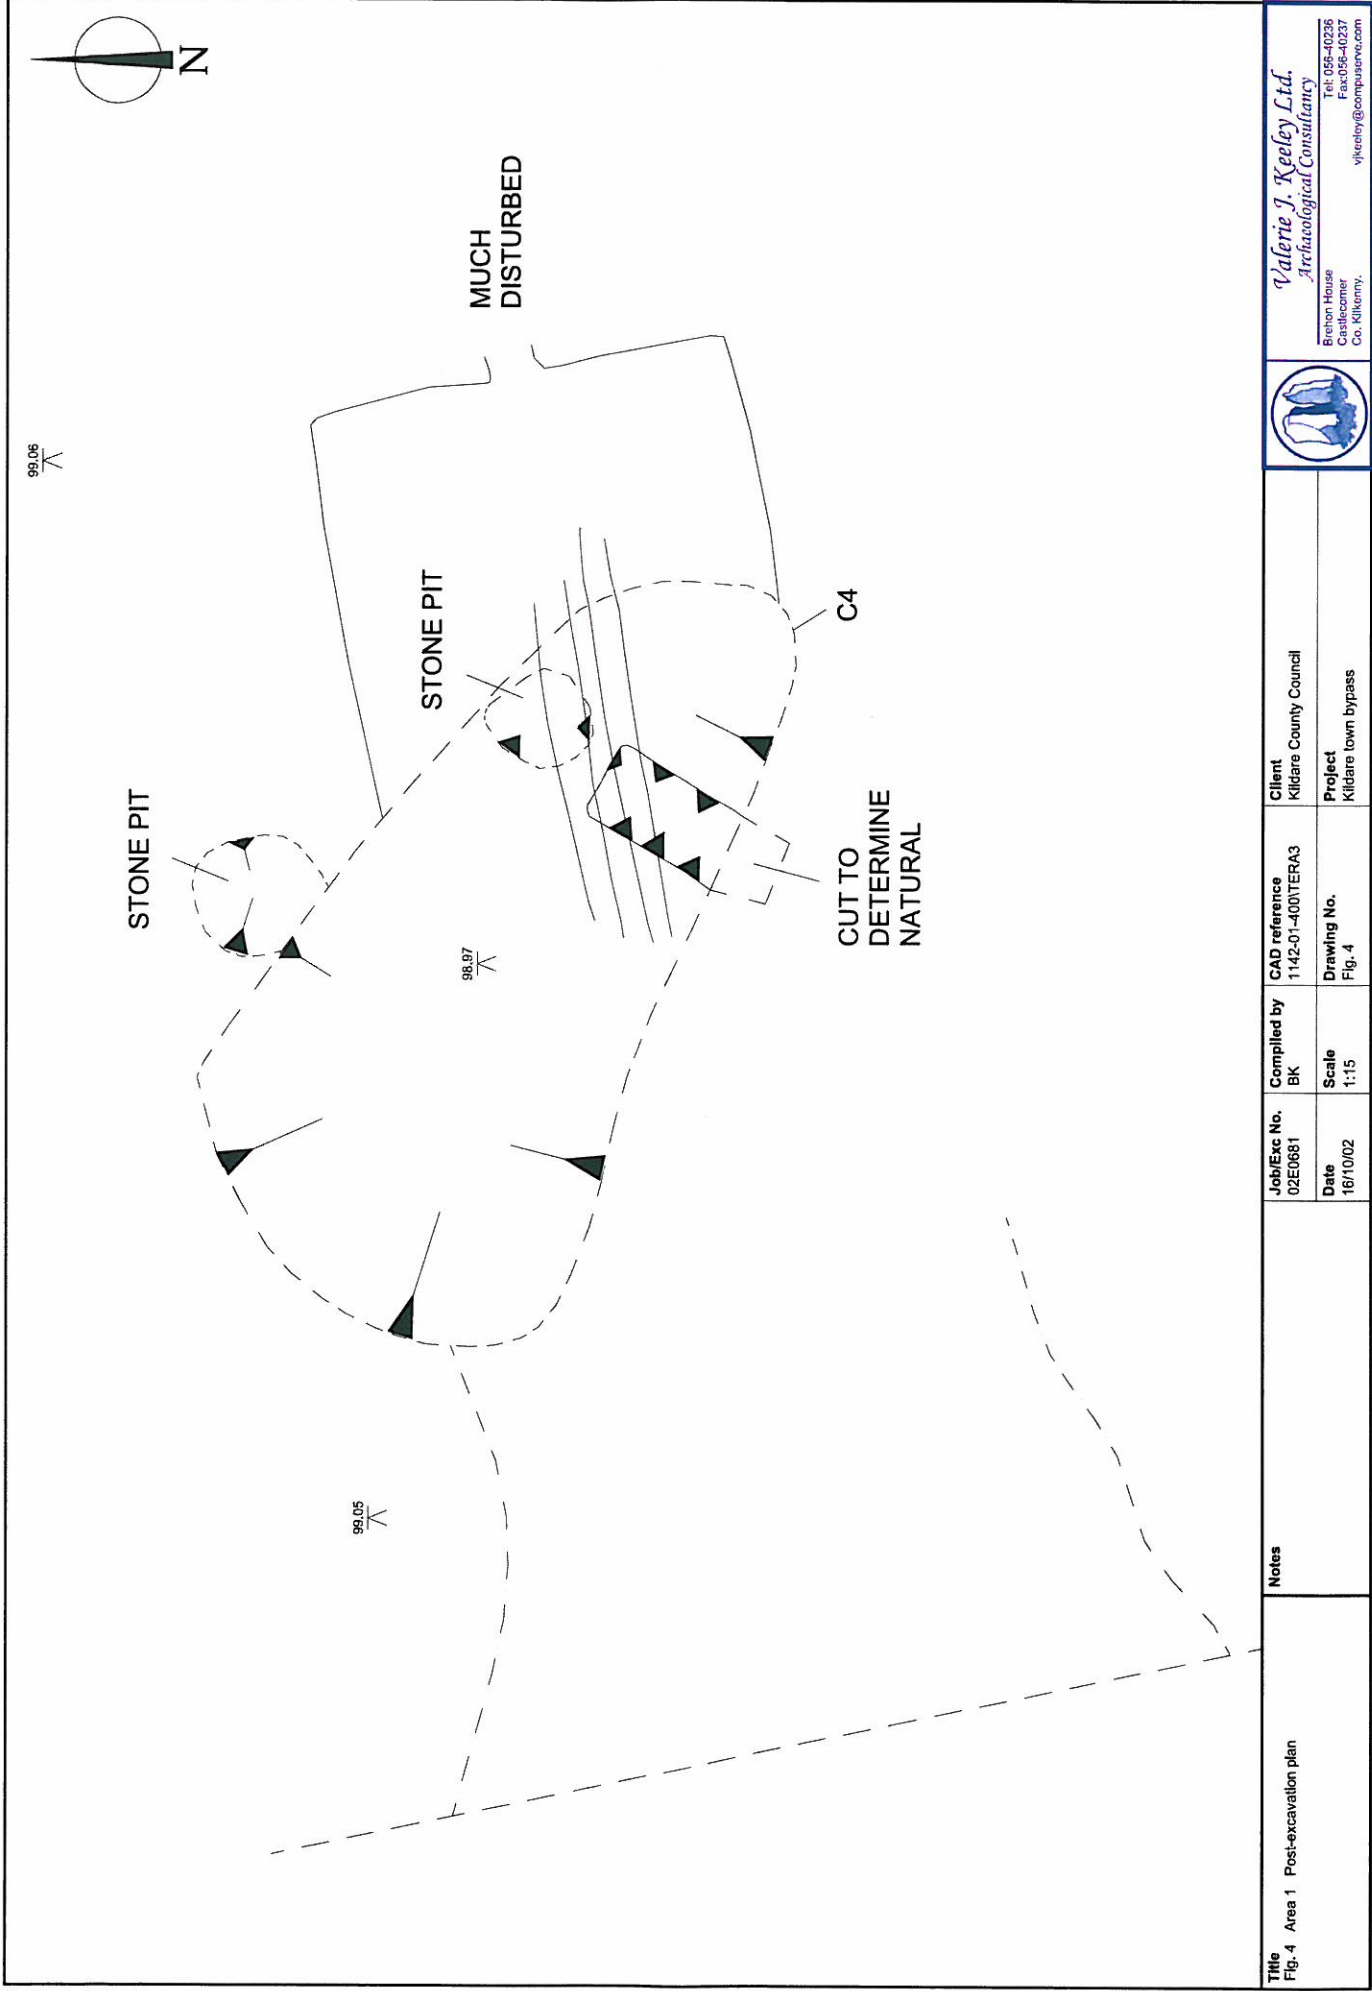 N
99.06
MUCH
DISTURBED
STONE PIT
STONE PIT
C4
98.97
CUT TO
DETERMINE
NATURAL
99.05
Title
Fig. 4 Area 1 Post-excavation plan
Notes
Job/Exc No.
02E0681
Date
16/10/02
Compiled by
BK
Scale
1:15
CAD reference
1142-01-400\TERA3
Drawing No.
Fig. 4
Client
Kildare County Council
Project
Kildare town bypass
Valerie J. Keeley Ltd.
Archaeological Consultancy
Brehon House
Castlecomer
Co. Kilkenny.
Tel: 056-40236
Fax:056-40237
vjkeeley@compuserve.com